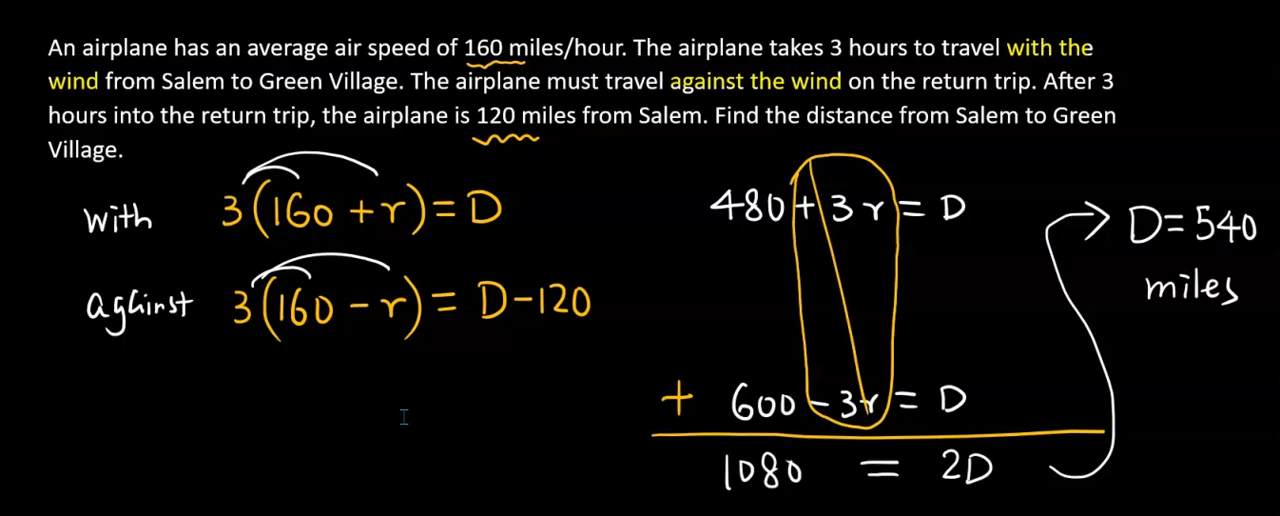 An airplane has an average air speed of 160 miles/hour. The airplane takes 3 hours to travel with the
wind from Salem to Green Village. The airplane must travel against the wind on the return trip. After 3
hours into the return trip, the airplane is 120 miles from Salem. Find the distance from Salem to Green
Village.
with 3(160 + r) = D
against 3(160 - r) = D - 120
480 + 3r = D
+ 600 - 3r = D
1080 = 2D
D = 540
miles